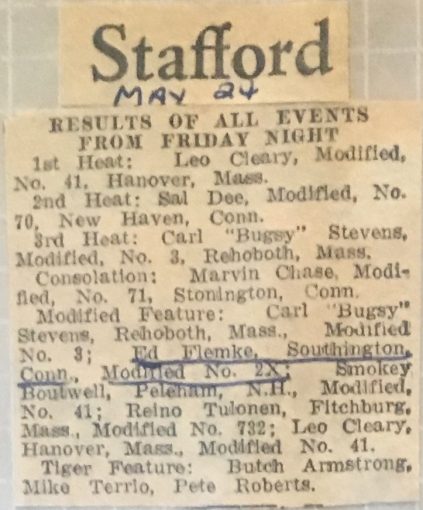 Stafford
MAY 24
RESULTS OF ALL EVENTS
FROM FRIDAY NIGHT
1st Heat: Leo Cleary, Modified,
No. 41, Hanover, Mass.
2nd Heat: Sal Dee, Modified, No.
70, New Haven, Conn.
3rd Heat: Carl "Bugsy" Stevens,
Modified, No. 3, Rehoboth, Mass.
Consolation: Marvin Chase, Modi-
fied, No. 71, Stonington, Conn.
Modified Feature: Carl "Bugsy"
Stevens, Rehoboth, Mass., Modified
No. 3; Ed Flemke, Southington,
Conn., Modified No. 2X; Smokey
Boutwell, Peleham, N.H., Modified,
No. 41; Reino Tulonen, Fitchburg,
Mass., Modified No. 732; Leo Cleary,
Hanover, Mass., Modified No. 41.
Tiger Feature: Butch Armstrong,
Mike Terrio, Pete Roberts.